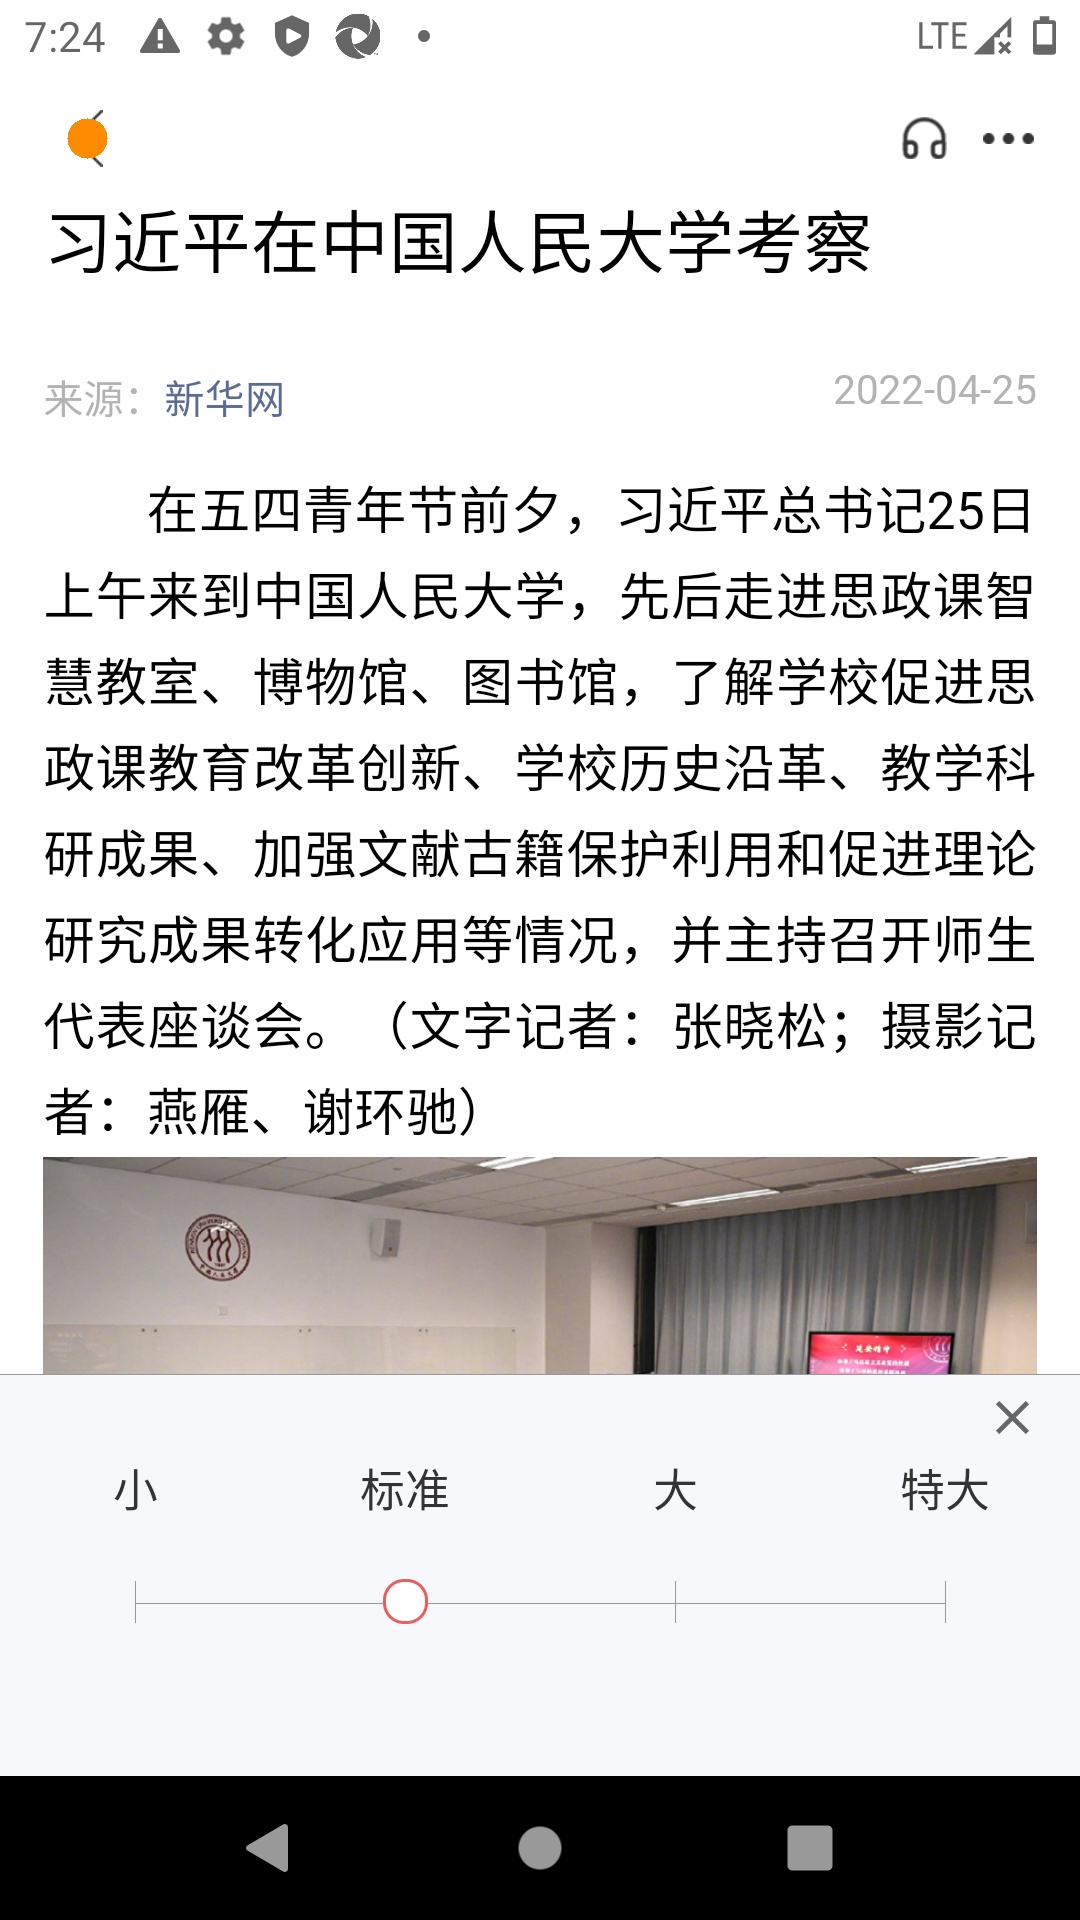 7:24
LTE
习近平在中国人民大学考察
来源：新华网
2022-04-25
在五四青年节前夕，习近平总书记25日
上午来到中国人民大学，先后走进思政课智
慧教室、博物馆、图书馆，了解学校促进思
政课教育改革创新、学校历史沿革、教学科
研成果、加强文献古籍保护利用和促进理论
研究成果转化应用等情况，并主持召开师生
代表座谈会。（文字记者：张晓松；摄影记
者：燕雁、谢环驰）
延安精神
小 标准 大 特大